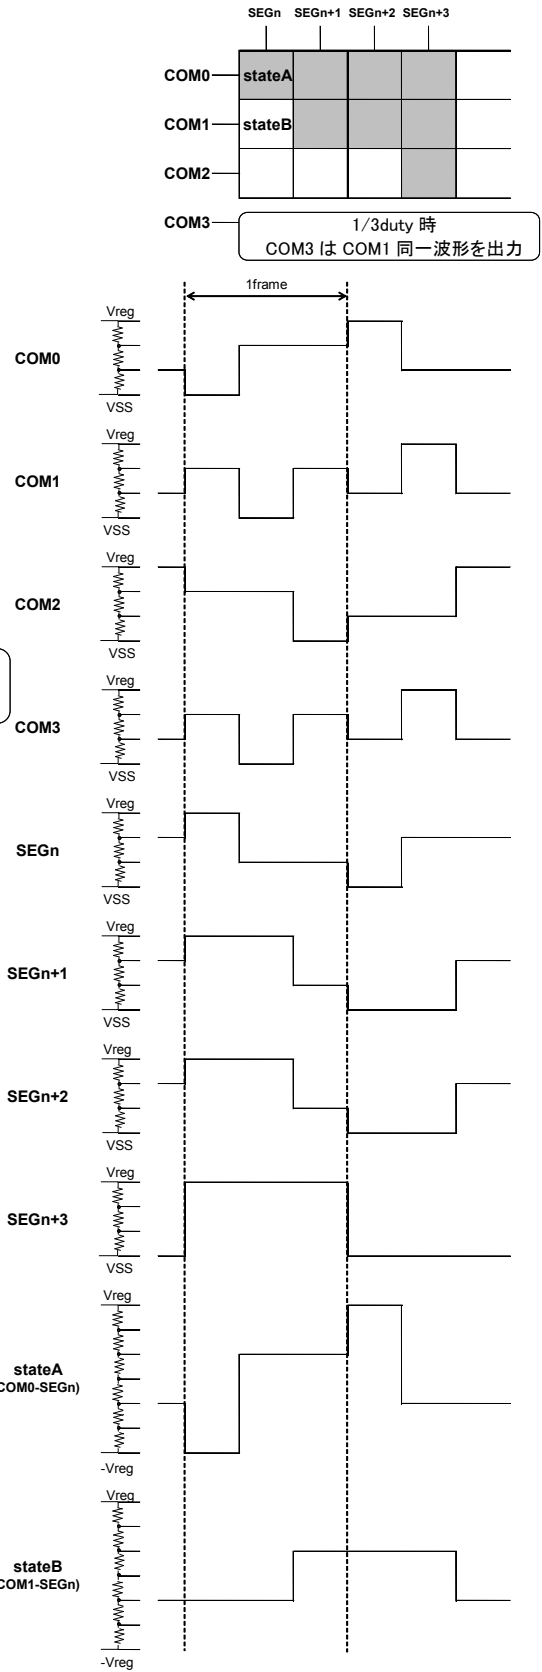 SEGn SEGn+1 SEGn+2 SEGn+3
COM0 stateA
COM1 stateB
COM2
COM3 1/3duty 時
COM3 は COM1 同一波形を出力
1frame
Vreg
COM0
VSS
Vreg
COM1
VSS
Vreg
COM2
VSS
Vreg
COM3
VSS
Vreg
SEGn
VSS
Vreg
SEGn+1
VSS
Vreg
SEGn+2
VSS
Vreg
SEGn+3
VSS
Vreg
stateA
COM0-SEGn)
-Vreg
Vreg
stateB
COM1-SEGn)
-Vreg